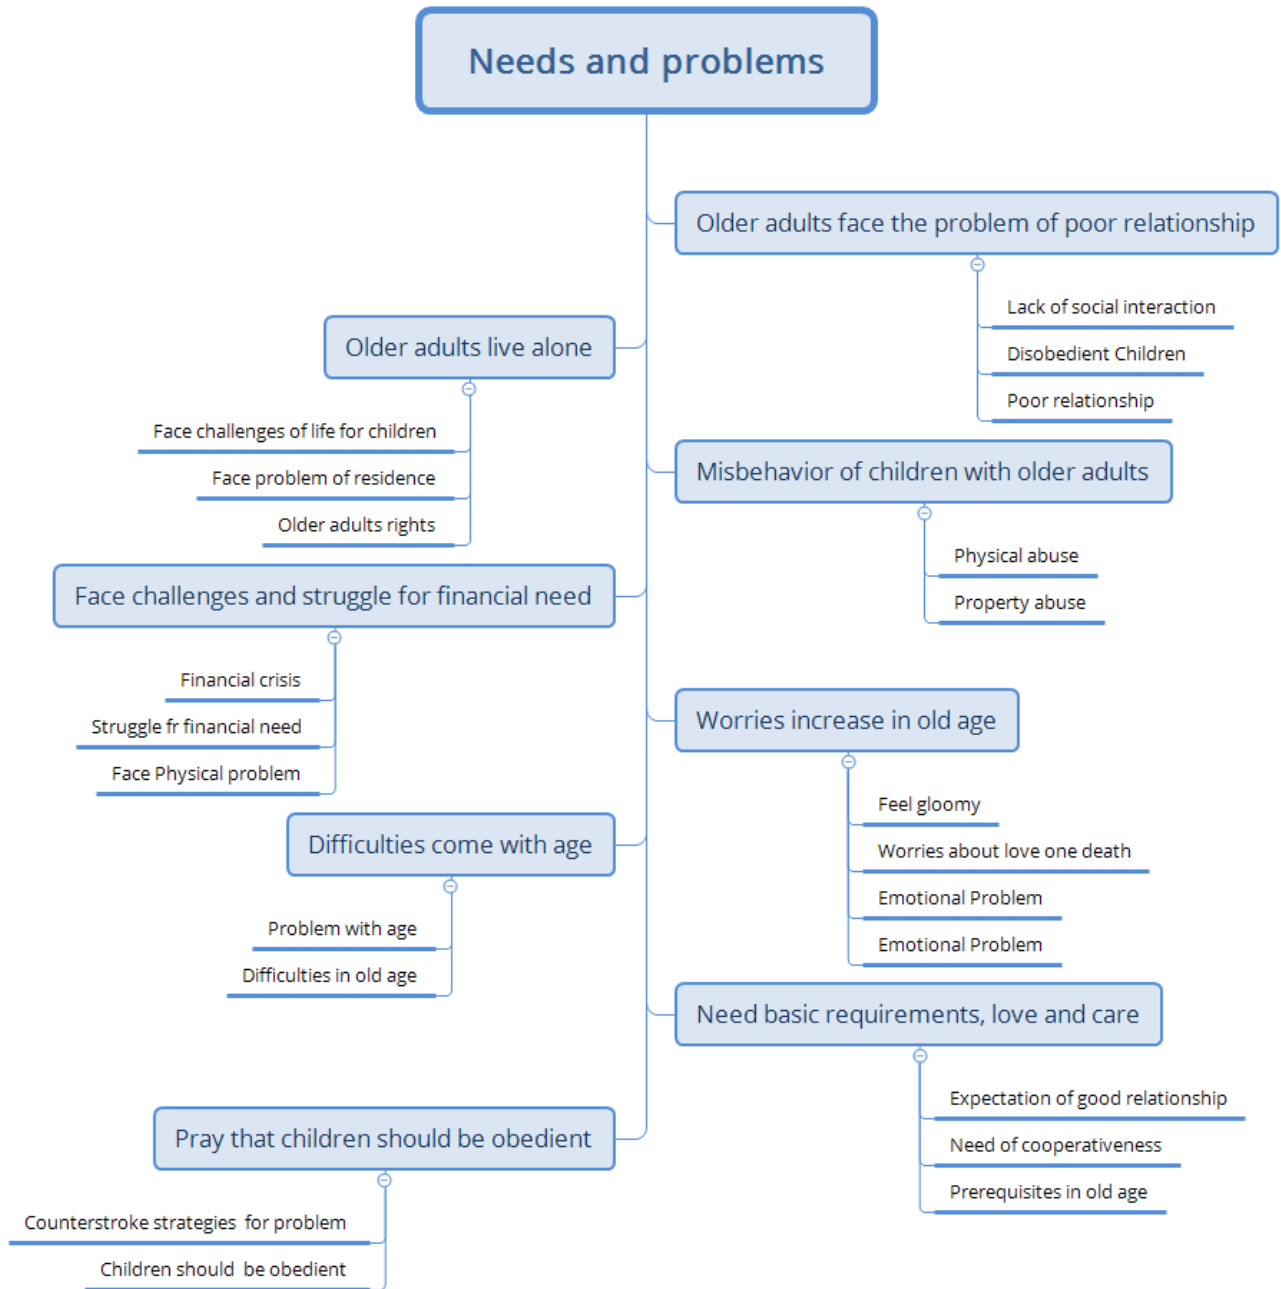 Needs and problems
Older adults face the problem of poor relationship
Lack of social interaction
Disobedient Children
Poor relationship
Older adults live alone
Face challenges of life for children
Face problem of residence
Older adults rights
Misbehavior of children with older adults
Physical abuse
Property abuse
Face challenges and struggle for financial need
Financial crisis
Struggle fr financial need
Face Physical problem
Worries increase in old age
Feel gloomy
Worries about love one death
Emotional Problem
Emotional Problem
Difficulties come with age
Problem with age
Difficulties in old age
Need basic requirements, love and care
Expectation of good relationship
Need of cooperativeness
Prerequisites in old age
Pray that children should be obedient
Counterstroke strategies  for problem
Children should  be obedient